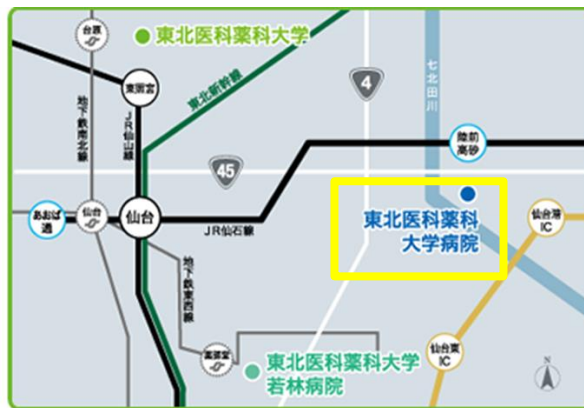 台原
東北医科薬科大学
東照宮
東北新幹線
4
七北田川
地下鉄南北線
JR仙山線
陸前
高砂
45
あおば
通
仙台
仙台
JR仙石線
東北医科薬科
大学病院
仙台港
IC
地下鉄東西線
薬師堂
東北医科薬科大学
若林病院
仙台東
IC
N